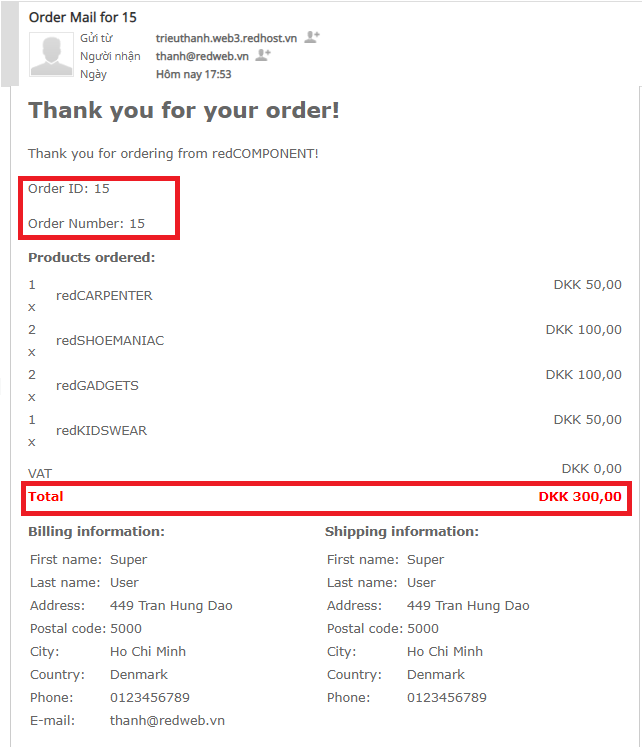 Order Mail for 15
Gửi từ trieuthanh.web3.redhost.vn
Người nhận thanh@redweb.vn
Ngày Hôm nay 17:53
Thank you for your order!
Thank you for ordering from redCOMPONENT!
Order ID: 15
Order Number: 15
Products ordered:
1 x redCARPENTER DKK 50,00
2 x redSHOEMANIAC DKK 100,00
2 x redGADGETS DKK 100,00
1 x redKIDSWEAR DKK 50,00
VAT DKK 0,00
Total DKK 300,00
Billing information:
First name: Super
Last name: User
Address: 449 Tran Hung Dao
Postal code: 5000
City: Ho Chi Minh
Country: Denmark
Phone: 0123456789
E-mail: thanh@redweb.vn
Shipping information:
First name: Super
Last name: User
Address: 449 Tran Hung Dao
Postal code: 5000
City: Ho Chi Minh
Country: Denmark
Phone: 0123456789